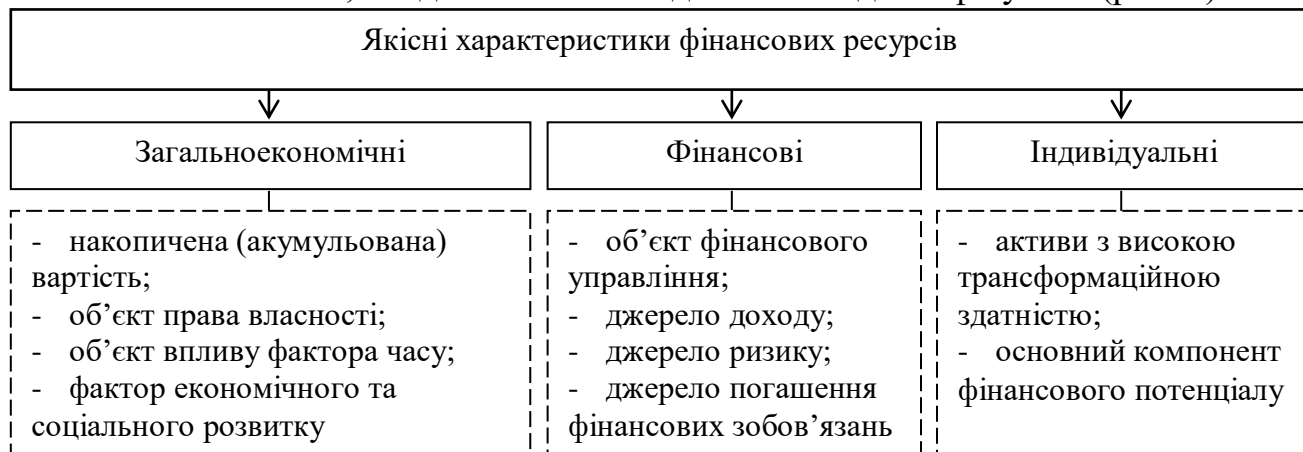 Якісні характеристики фінансових ресурсів
Загальноекономічні
Фінансові
Індивідуальні
- накопичена (акумульована)
вартість;
- об’єкт права власності;
- об’єкт впливу фактора часу;
- фактор економічного та
соціального розвитку
- об’єкт фінансового
управління;
- джерело доходу;
- джерело ризику;
- джерело погашення
фінансових зобов’язань
- активи з високою
трансформаційною
здатністю;
- основний компонент
фінансового потенціалу